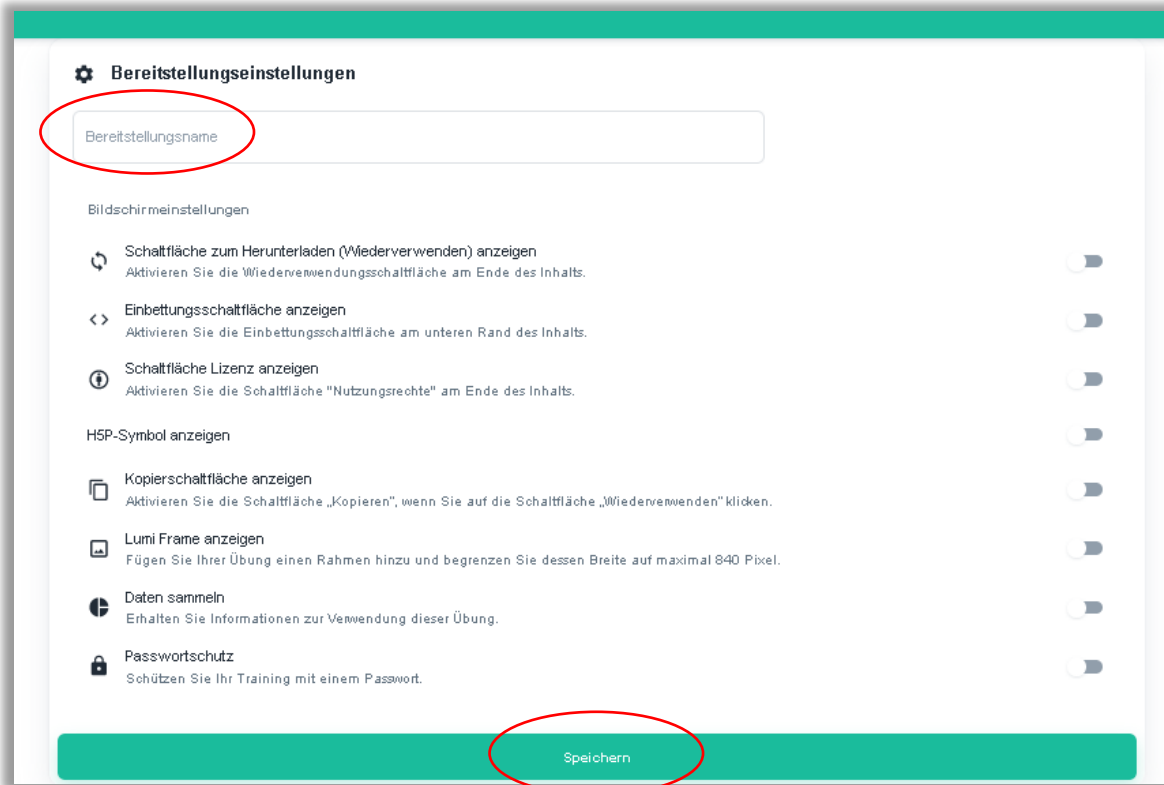 Bereitstellungseinstellungen
Bereitstellungsname
Bildschirmeinstellungen
Schaltfläche zum Herunterladen (Wiederverwenden) anzeigen
Aktivieren Sie die Wiederverwendungsschaltfläche am Ende des Inhalts.
Einbettungsschaltfläche anzeigen
Aktivieren Sie die Einbettungsschaltfläche am unteren Rand des Inhalts.
Schaltfläche Lizenz anzeigen
Aktivieren Sie die Schaltfläche "Nutzungsrechte" am Ende des Inhalts.
H5P-Symbol anzeigen
Kopierschaltfläche anzeigen
Aktivieren Sie die Schaltfläche „Kopieren", wenn Sie auf die Schaltfläche „Wiederverwenden" klicken.
Lumi Frame anzeigen
Fügen Sie Ihrer Übung einen Rahmen hinzu und begrenzen Sie dessen Breite auf maximal 840 Pixel.
Daten sammeln
Erhalten Sie Informationen zur Verwendung dieser Übung.
Passwortschutz
Schützen Sie Ihr Training mit einem Passwort.
Speichern